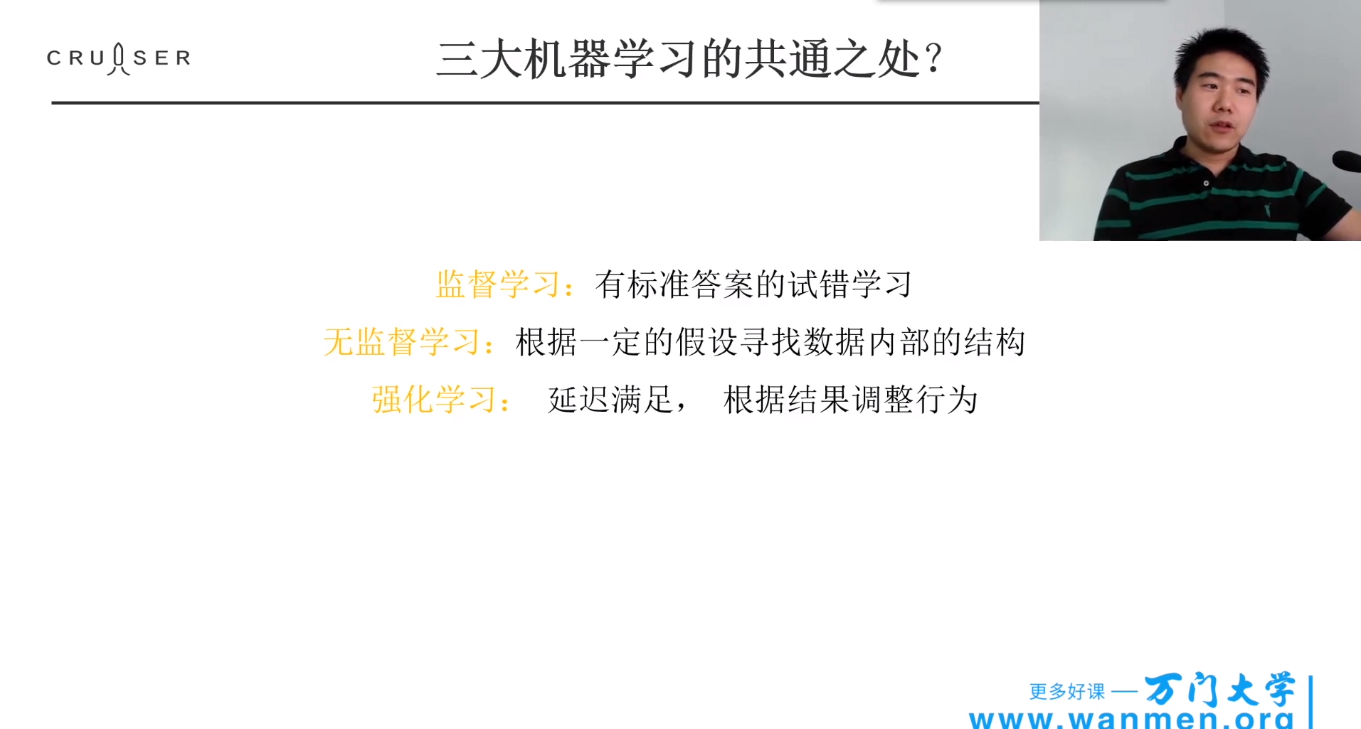 CRUISER
三大机器学习的共通之处？
监督学习：有标准答案的试错学习
无监督学习：根据一定的假设寻找数据内部的结构
强化学习： 延迟满足， 根据结果调整行为
更多好课 — 万门大学
www.wanmen.org